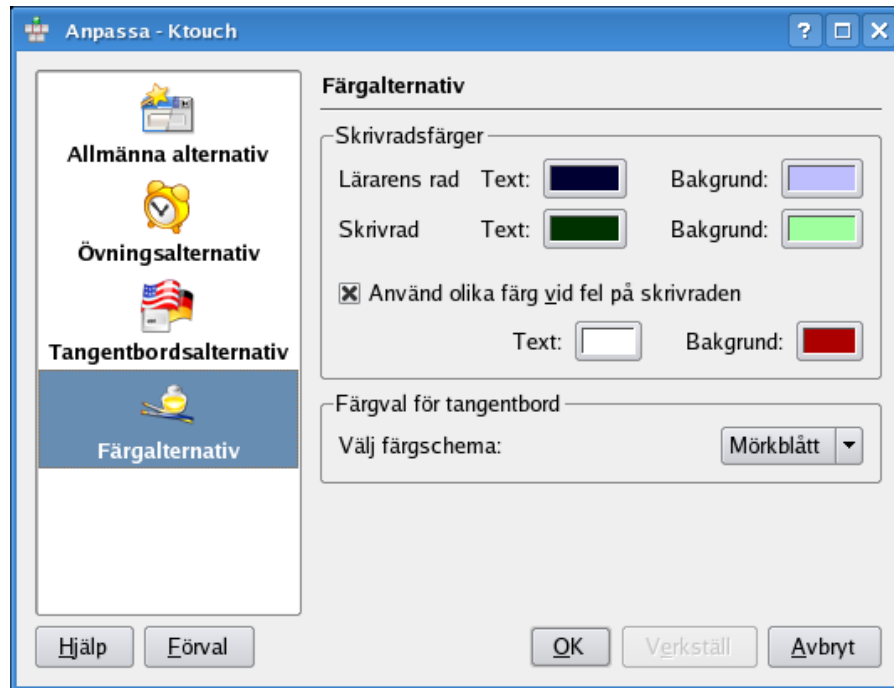 Anpassa - Ktouch
Allmänna alternativ
Övningsalternativ
Tangentbordsalternativ
Färgalternativ
Färgalternativ
Skrivradsfärger
Lärarens rad Text: Bakgrund:
Skrivrad Text: Bakgrund:
Använd olika färg vid fel på skrivraden
Text: Bakgrund:
Färgval för tangentbord
Välj färgschema: Mörkblått
Hjälp Förval OK Verkställ Avbryt